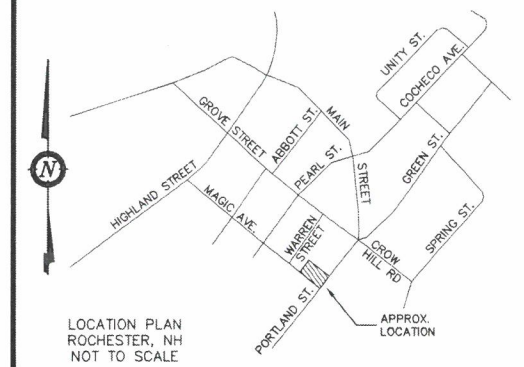 UNITY ST.
COCHECO AVE.
GROVE STREET
ABBOTT ST.
MAIN
STREET
PEARL ST.
GREEN ST.
HIGHLAND STREET
MAGIC AVE.
WARREN
STREET
CROW
HILL RD
SPRING ST.
PORTLAND ST.
N
APPROX.
LOCATION
LOCATION PLAN
ROCHESTER, NH
NOT TO SCALE